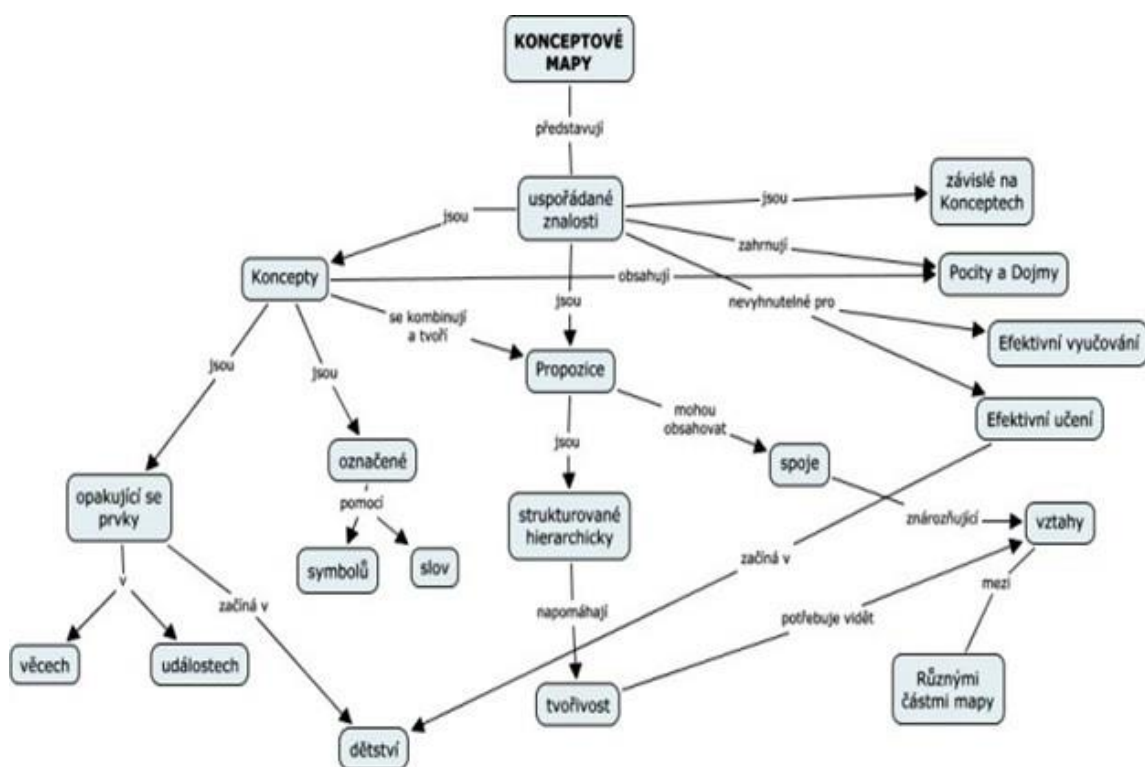 KONCEPTOVÉ
MAPY
představují
uspořádané
znalosti
jsou
jsou
závislé na
Konceptech
zahrnují
Koncepty
obsahují
Pocity a Dojmy
jsou
nevyhnutelné pro
se kombinují
a tvoří
Efektivní vyučování
jsou
jsou
Propozice
mohou
obsahovat
Efektivní učení
jsou
označené
spoje
opakující se
prvky
pomocí
strukturované
hierarchicky
znározňující
vztahy
symbolů
slov
začíná v
mezi
v
začíná v
napomáhají
potřebuje vidět
věcech
událostech
Různými
částmi mapy
tvořivost
dětství